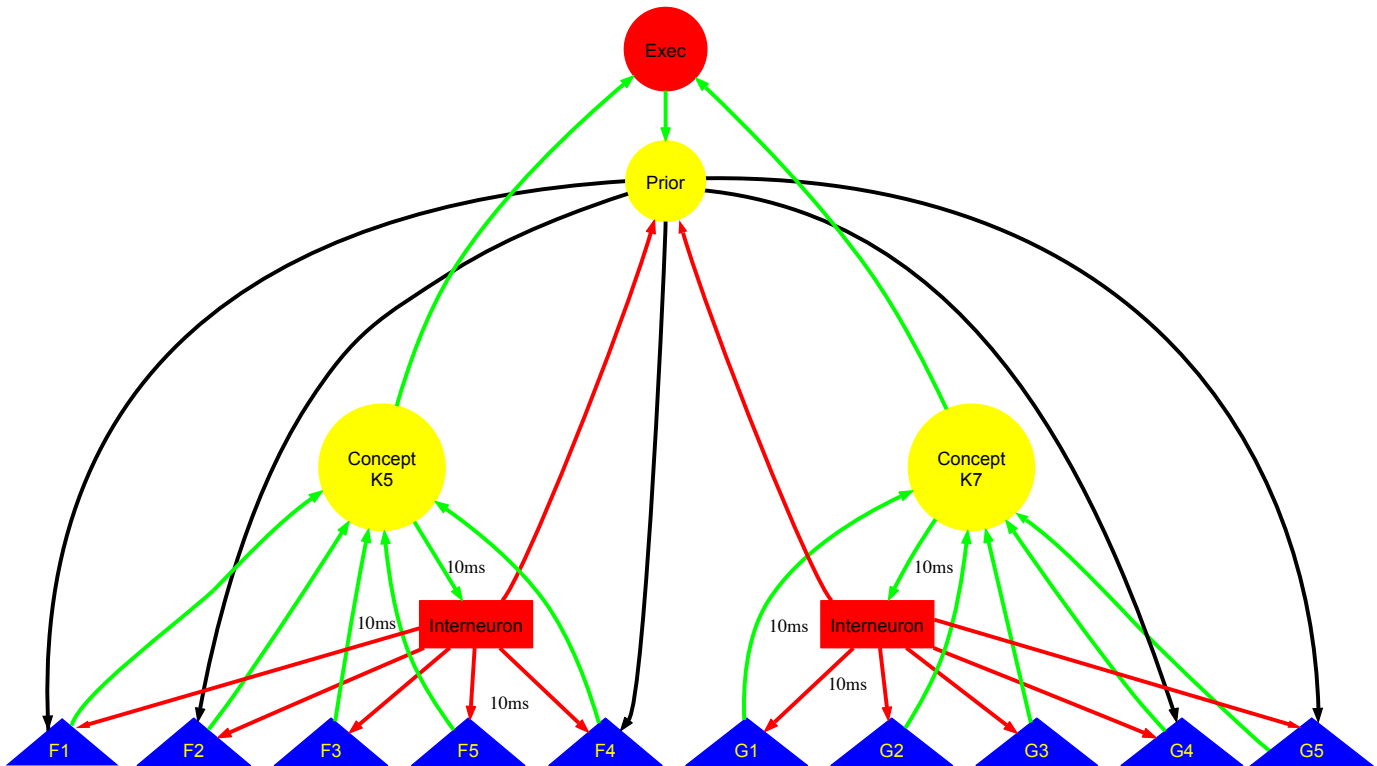 Exec
Prior
Concept
K5
Concept
K7
10ms
10ms
10ms
Interneuron
10ms
Interneuron
10ms
10ms
F1
F2
F3
F5
F4
G1
G2
G3
G4
G5